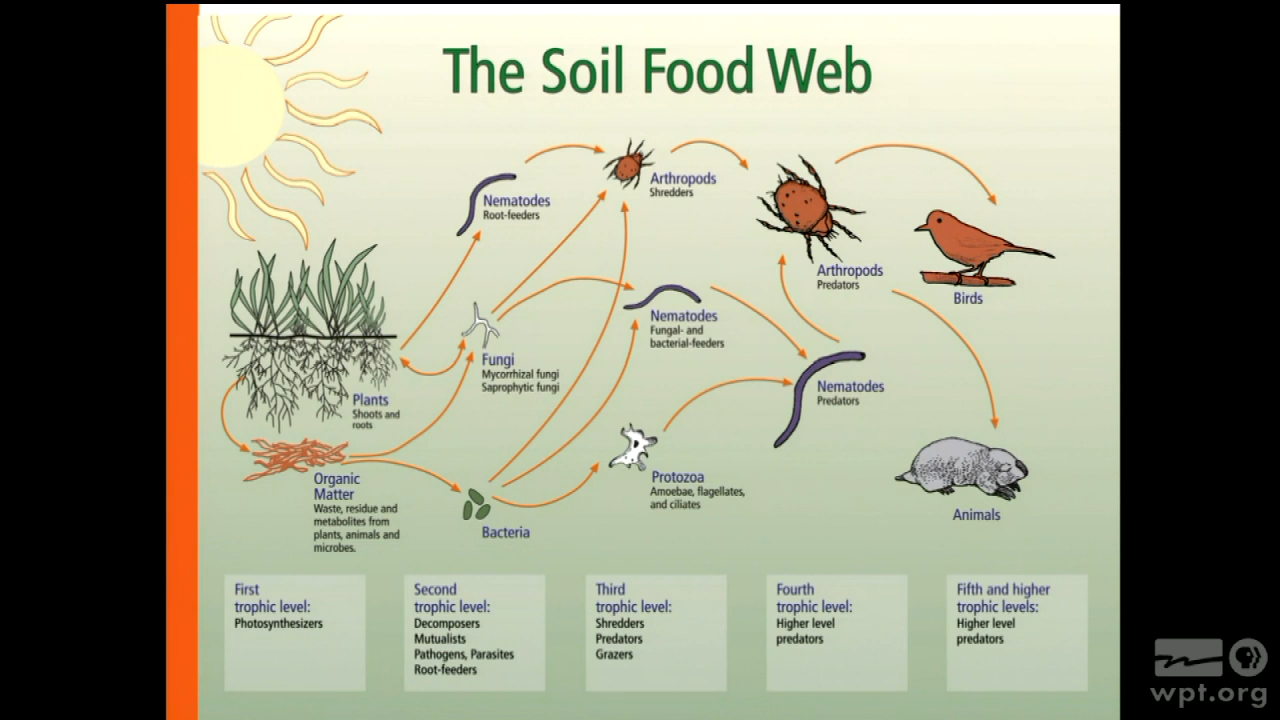 The Soil Food Web
Arthropods
Shredders
Nematodes
Root-feeders
Arthropods
Predators
Birds
Nematodes
Fungal- and
bacterial-feeders
Fungi
Mycorrhizal fungi
Saprophytic fungi
Nematodes
Predators
Plants
Shoots and
roots
Organic
Matter
Waste, residue and
metabolites from
plants, animals and
microbes.
Protozoa
Amoebae, flagellates,
and ciliates
Bacteria
Animals
First
trophic level:
Photosynthesizers
Second
trophic level:
Decomposers
Mutualists
Pathogens, Parasites
Root-feeders
Third
trophic level:
Shredders
Predators
Grazers
Fourth
trophic level:
Higher level
predators
Fifth and higher
trophic levels:
Higher level
predators
wpt.org